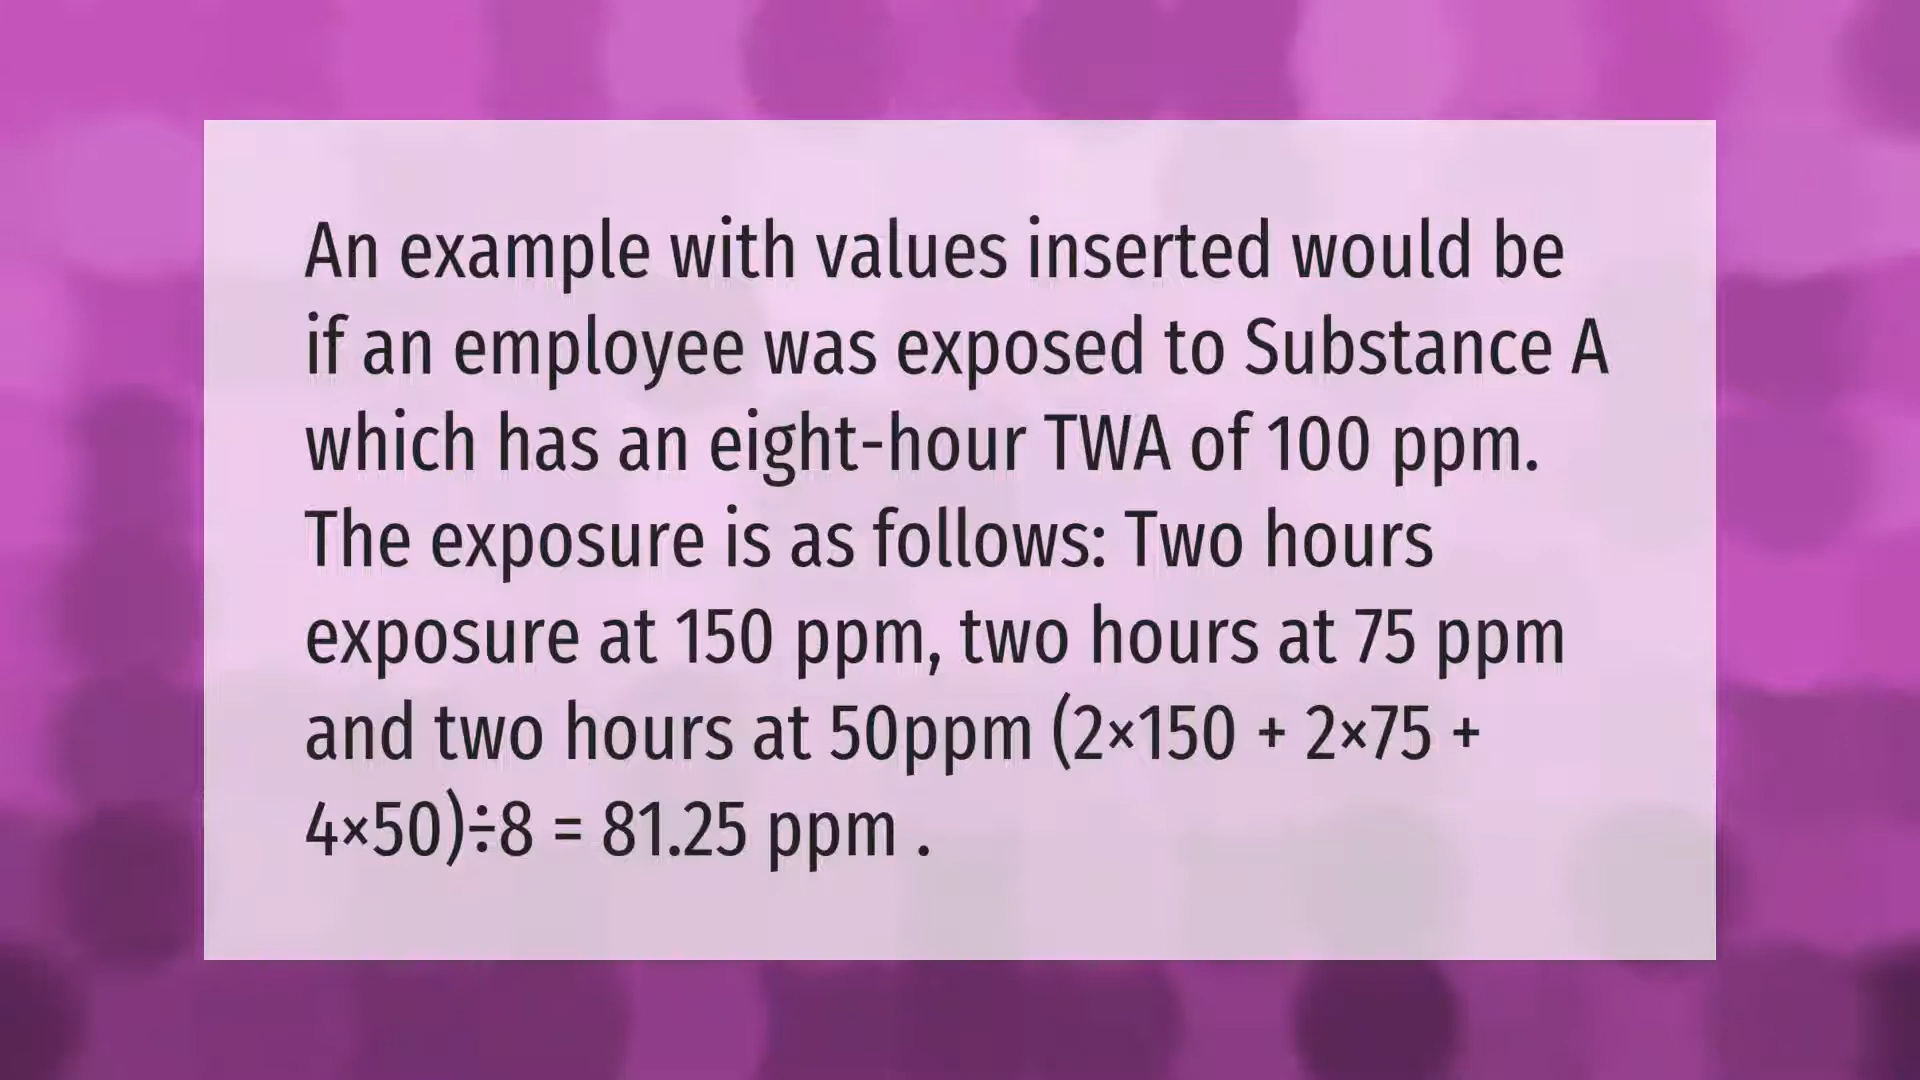 An example with values inserted would be
if an employee was exposed to Substance A
which has an eight-hour TWA of 100 ppm.
The exposure is as follows: Two hours
exposure at 150 ppm, two hours at 75 ppm
and two hours at 50ppm (2×150 + 2×75 +
4×50)÷8 = 81.25 ppm .